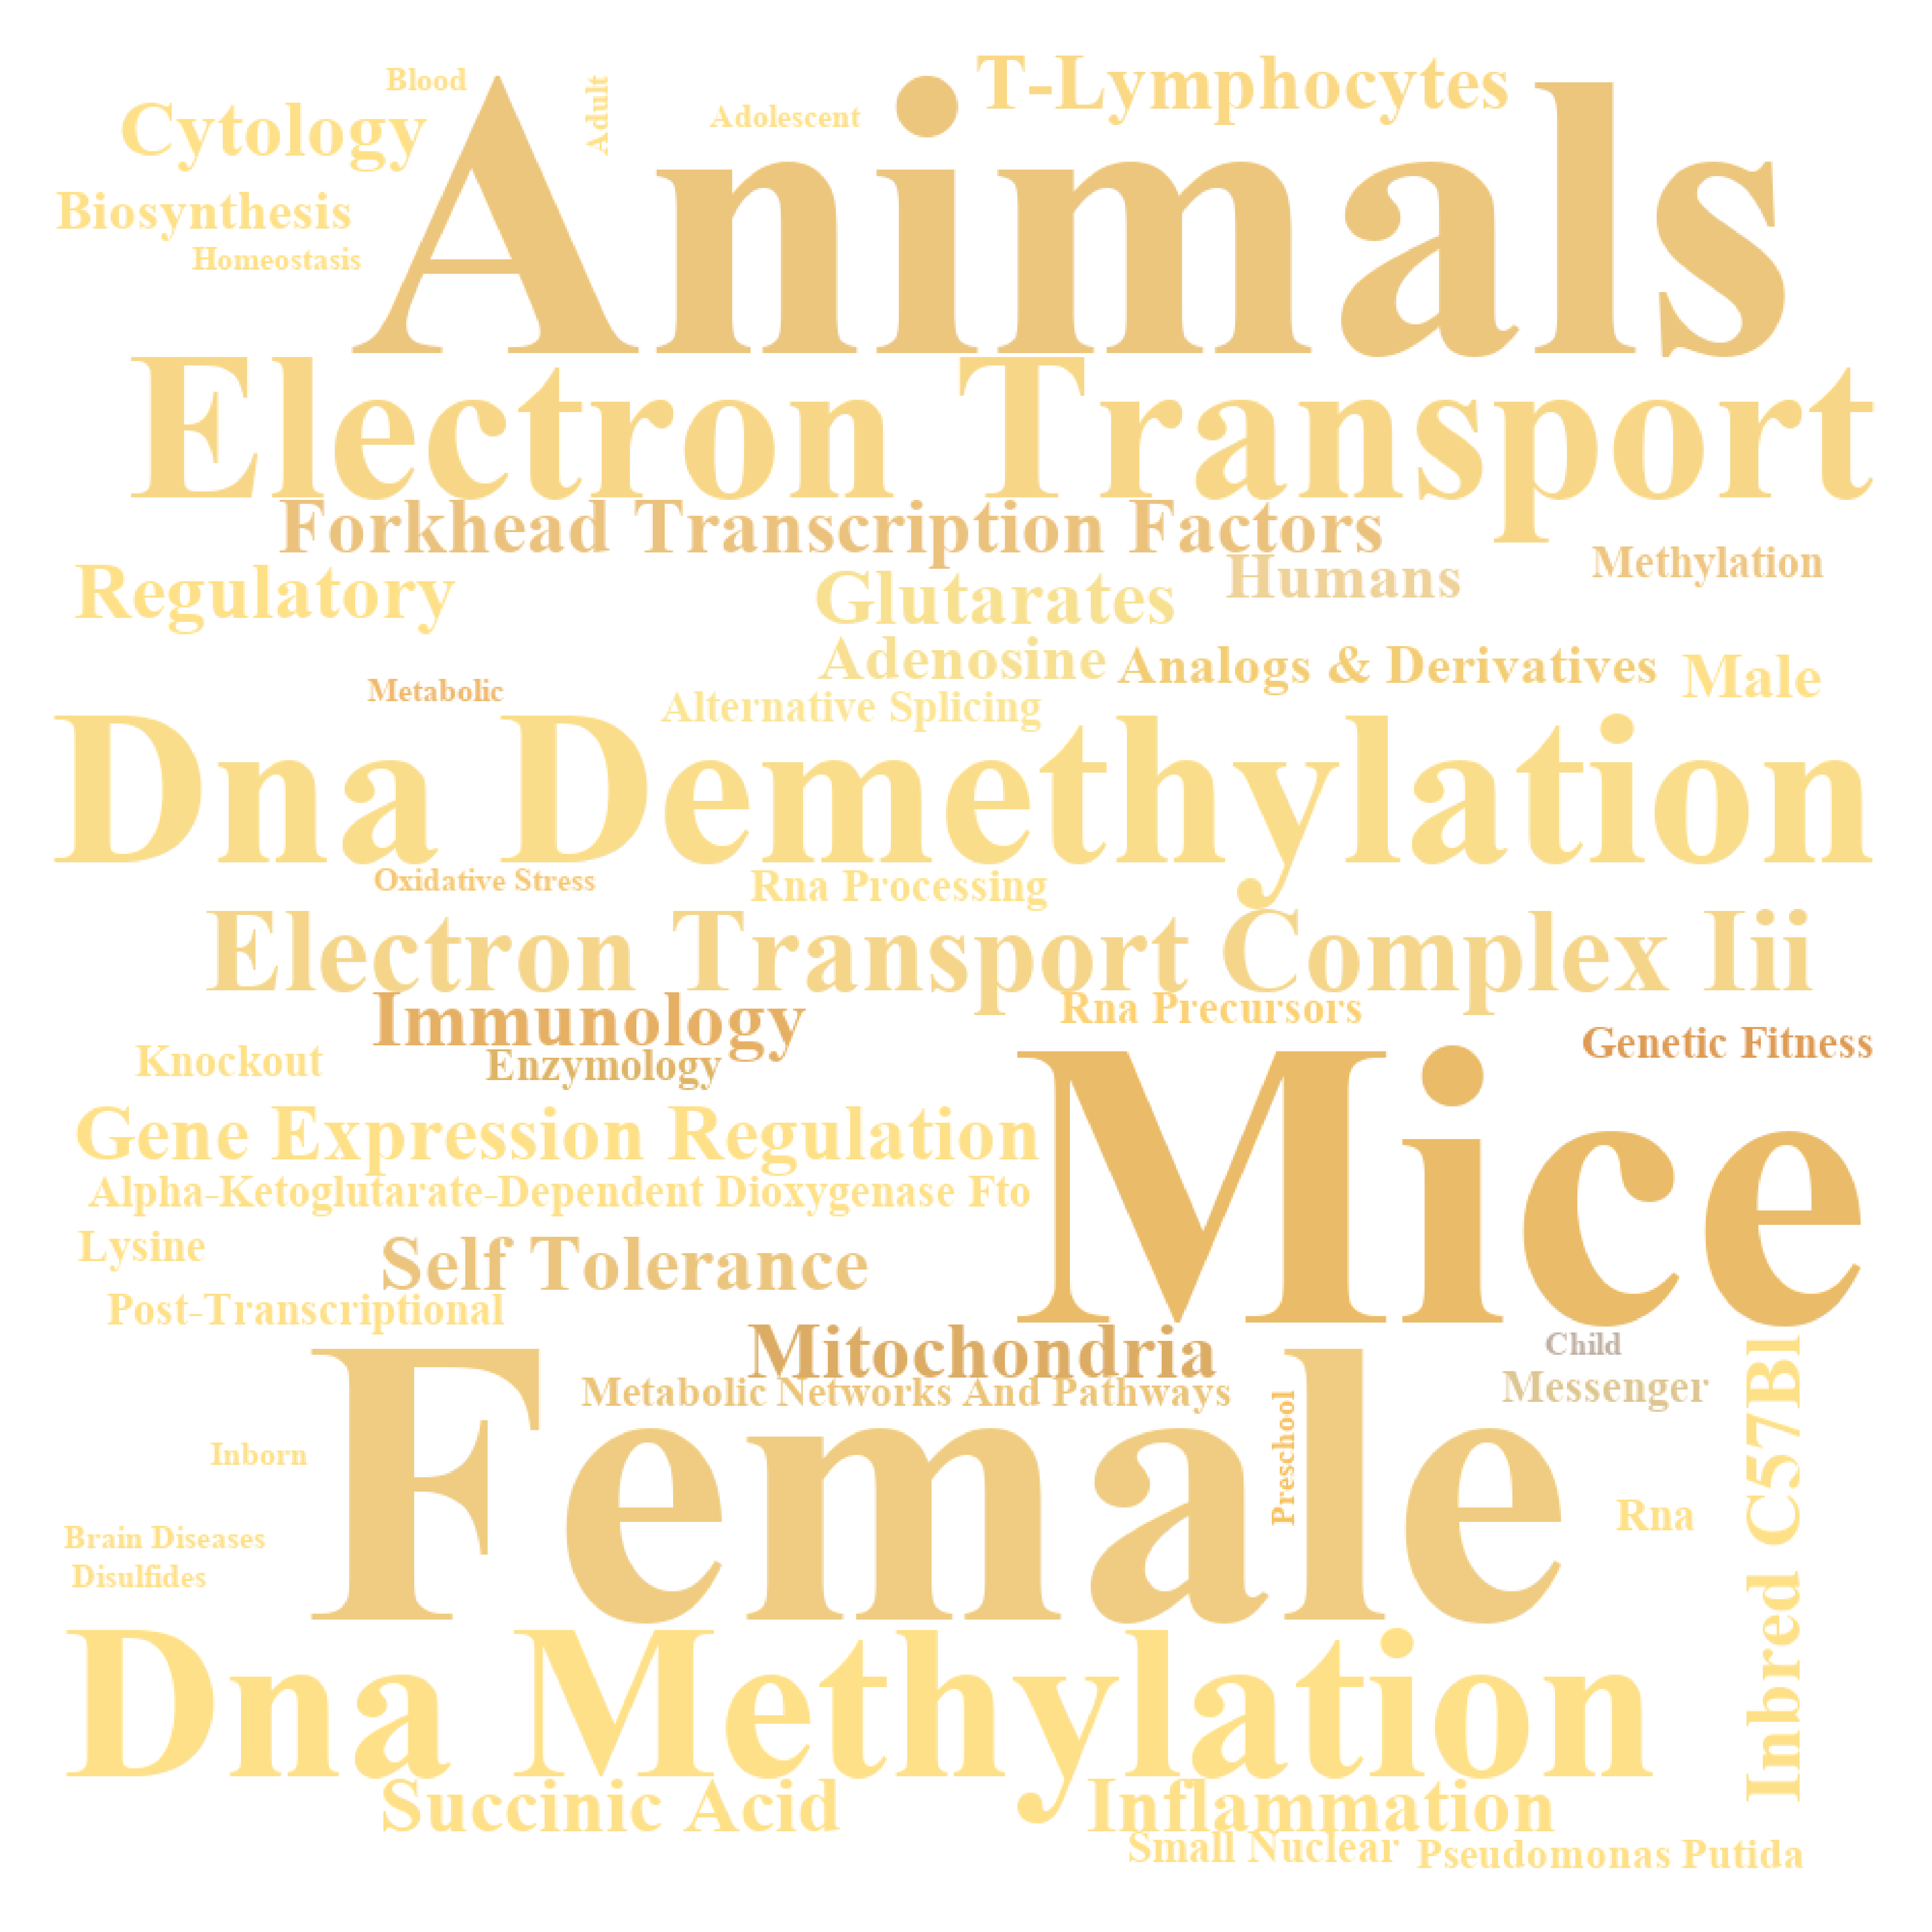 Blood
Adult
T-Lymphocytes
Cytology
Adolescent
Animals
Biosynthesis
Homeostasis
Electron Transport
Forkhead Transcription Factors
Methylation
Regulatory
Glutarates
Humans
Adenosine
Analogs & Derivatives
Male
Metabolic
Alternative Splicing
Dna Demethylation
Oxidative Stress
Rna Processing
Electron Transport Complex Iii
Immunology
Rna Precursors
Genetic Fitness
Knockout
Enzymology
Mice
Gene Expression Regulation
Alpha-Ketoglutarate-Dependent Dioxygenase Fto
Lysine
Self Tolerance
Post-Transcriptional
Mitochondria
Child
Metabolic Networks And Pathways
Messenger
Female
Preschool
Inborn
Rna
Inbred C57Bl
Brain Diseases
Disulfides
Dna Methylation
Succinic Acid
Inflammation
Small Nuclear
Pseudomonas Putida